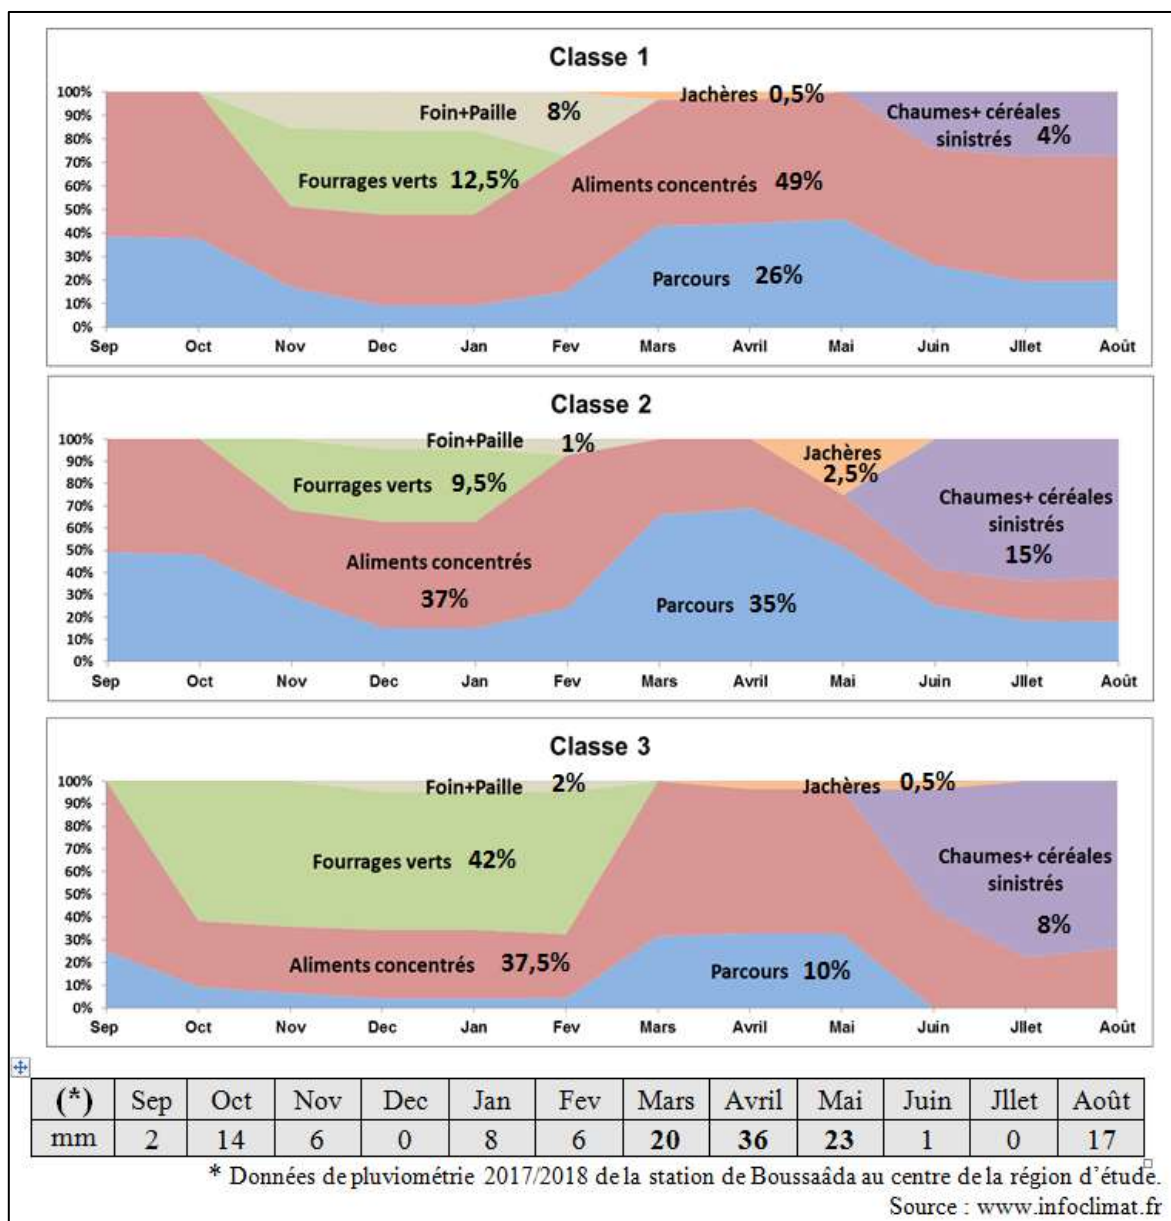 Classe 1
100%
90%
80%
70%
60%
50%
40%
30%
20%
10%
0%
Foin+Paille 8%
Jachères 0,5%
Chaumes+ céréales
sinistrés 4%
Fourrages verts 12,5%
Aliments concentrés 49%
Parcours 26%
Sep Oct Nov Dec Jan Fev Mars Avril Mai Juin Jllet Août
Classe 2
100%
90%
80%
70%
60%
50%
40%
30%
20%
10%
0%
Foin+Paille 1%
Jachères
2,5%
Fourrages verts 9,5%
Chaumes+ céréales
sinistrés
15%
Aliments concentrés
37%
Parcours 35%
Sep Oct Nov Dec Jan Fev Mars Avril Mai Juin Jllet Août
Classe 3
100%
90%
80%
70%
60%
50%
40%
30%
20%
10%
0%
Foin+Paille 2%
Jachères 0,5%
Fourrages verts 42%
Chaumes+ céréales
sinistrés
8%
Aliments concentrés 37,5%
Parcours 10%
Sep Oct Nov Dec Jan Fev Mars Avril Mai Juin Jllet Août
(*) Sep Oct Nov Dec Jan Fev Mars Avril Mai Juin Jllet Août
mm 2 14 6 0 8 6 20 36 23 1 0 17
* Données de pluviométrie 2017/2018 de la station de Boussaâda au centre de la région d'étude.
Source : www.infoclimat.fr